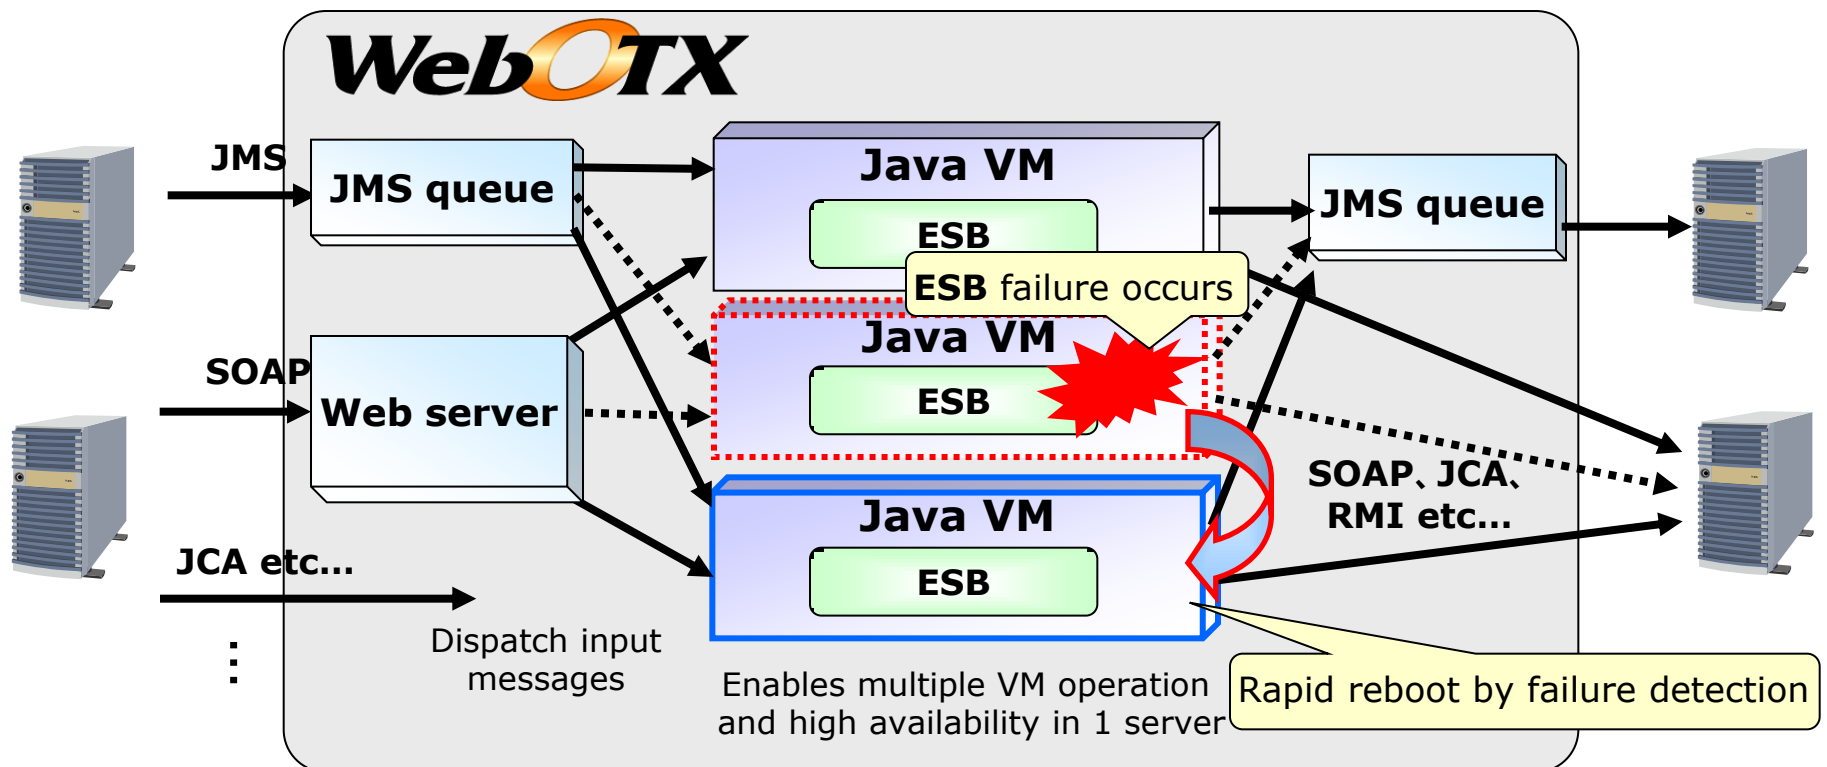 WebOTX
JMS
JMS queue
Java VM
ESB
JMS queue
ESB failure occurs
SOAP
Web server
Java VM
ESB
SOAP、JCA、
RMI etc...
Java VM
ESB
JCA etc...
⋮
Dispatch input
messages
Enables multiple VM operation
and high availability in 1 server
Rapid reboot by failure detection